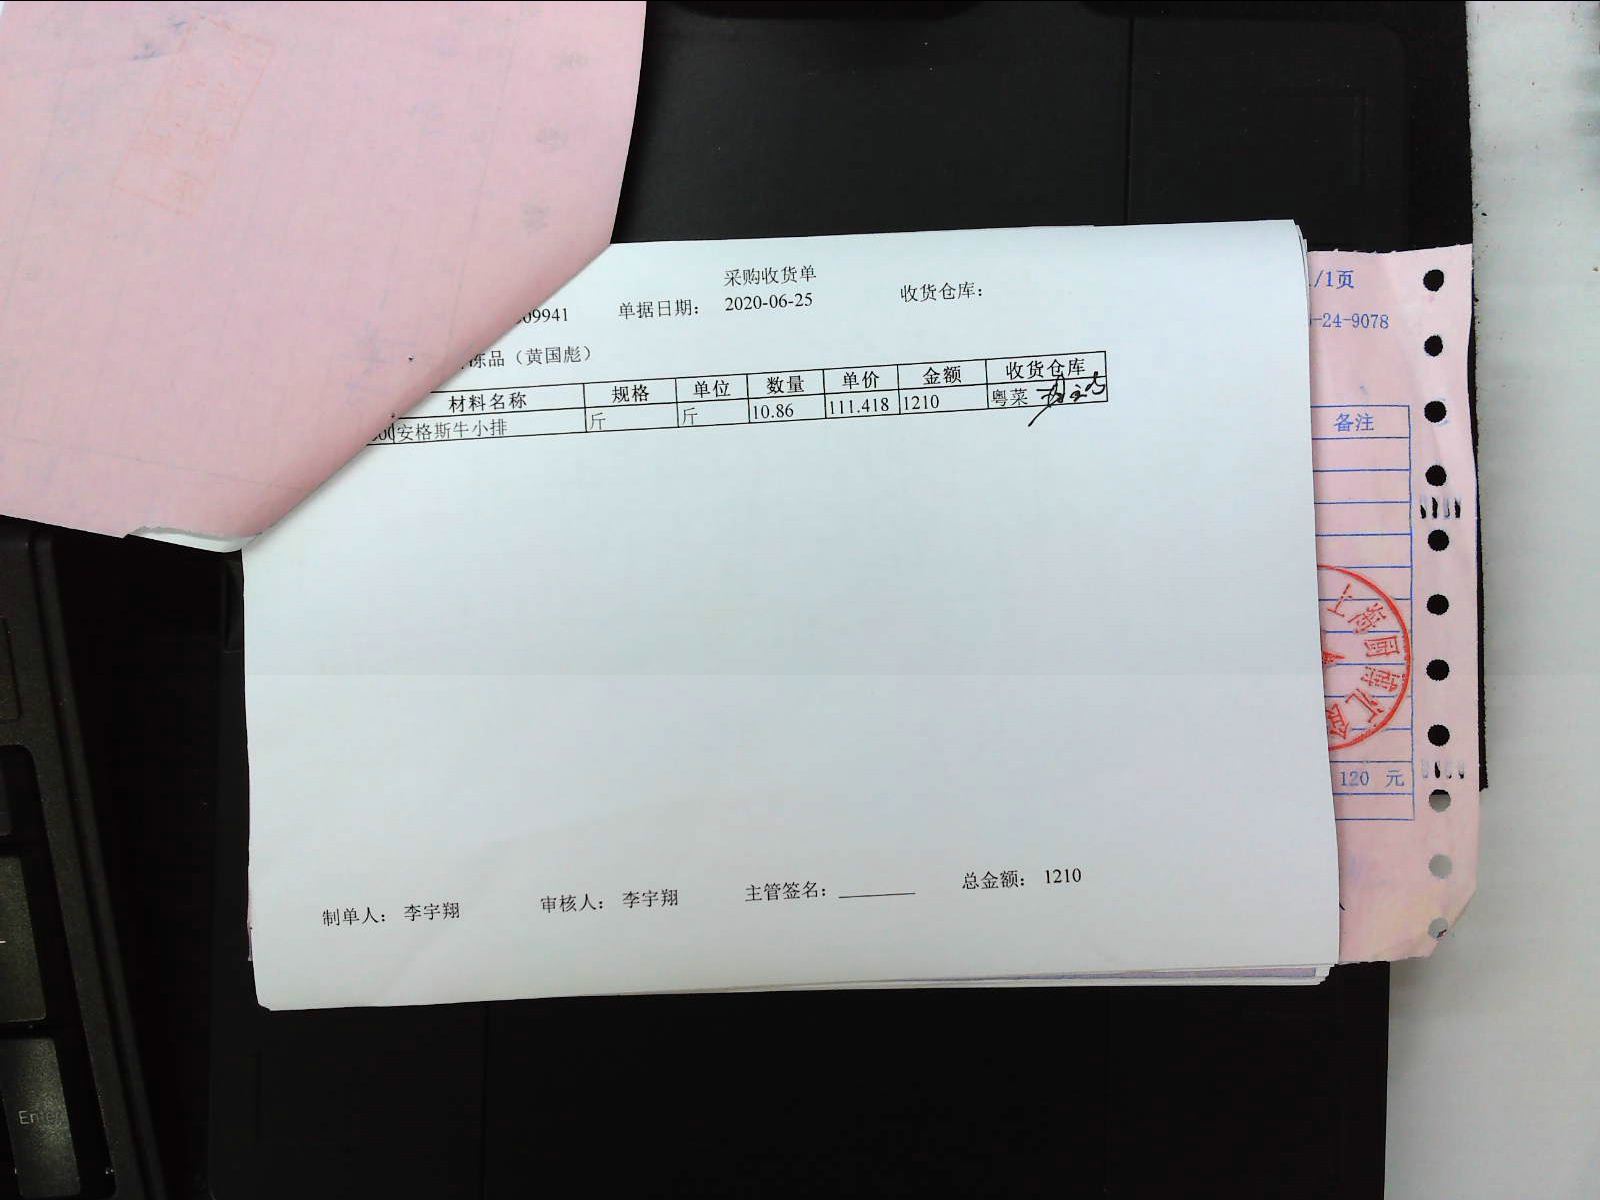 采购收货单
09941 单据日期： 2020-06-25 收货仓库：
冻品（黄国彪）
材料名称 规格 单位 数量 单价 金额 收货仓库
安格斯牛小排 斤 斤 10.86 111.418 1210 粤菜
制单人： 李宇翔 审核人： 李宇翔 主管签名： 总金额： 1210
/1页
-24-9078
备注
120 元
Enter